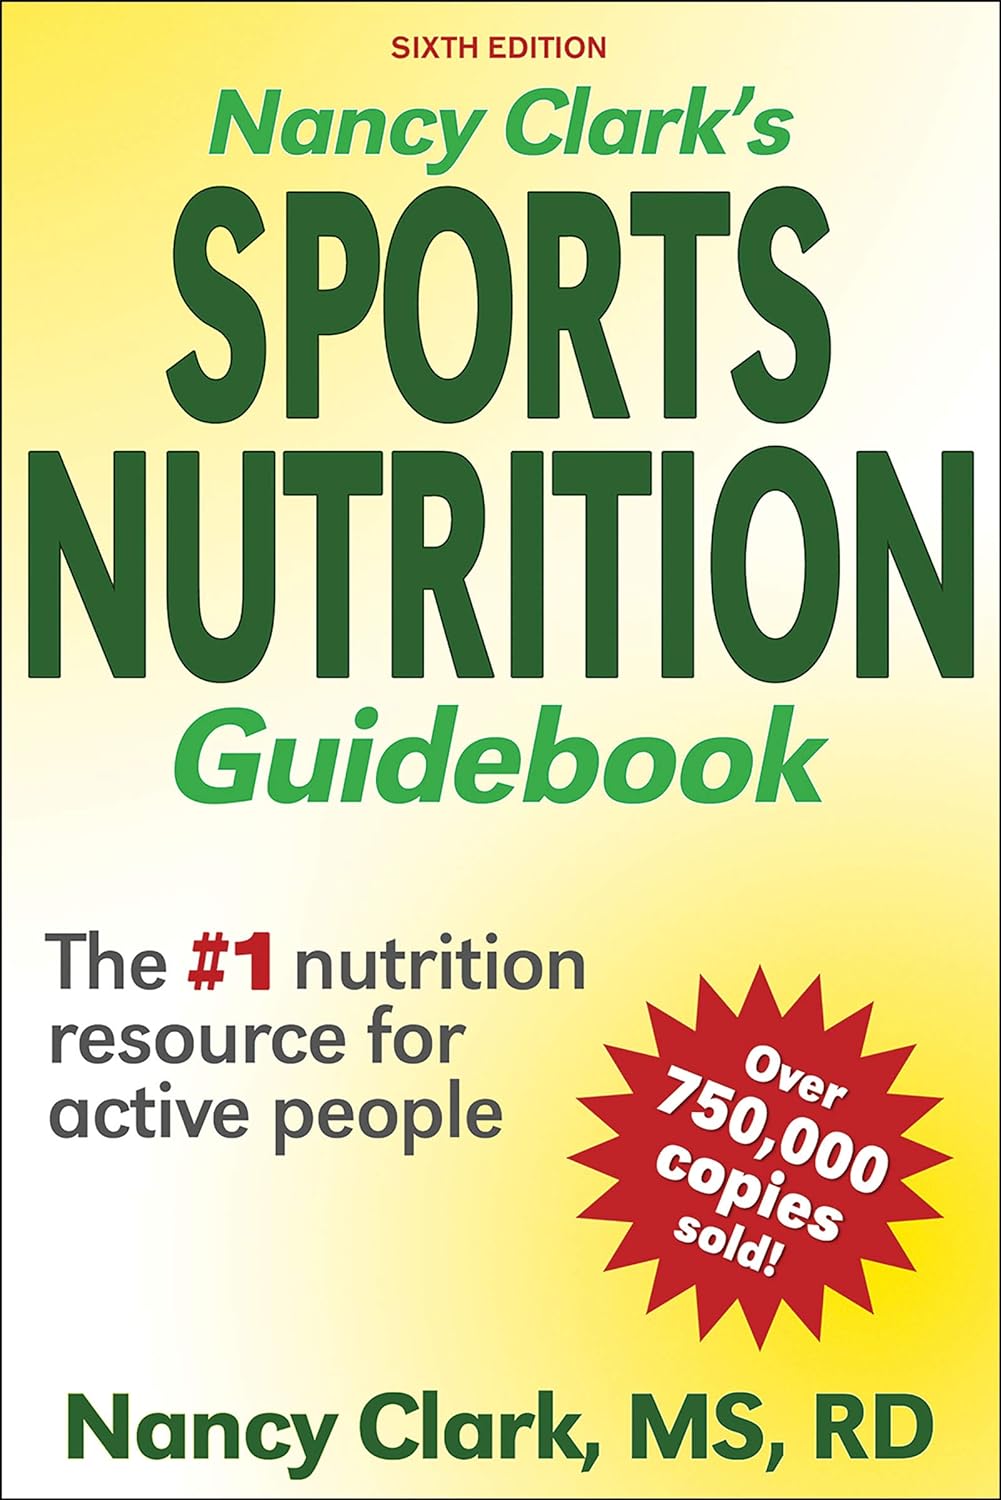 SIXTH EDITION
Nancy Clark's
SPORTS
NUTRITION
Guidebook
The #1 nutrition
resource for
active people
Over
750,000
copies
sold!
Nancy Clark, MS, RD